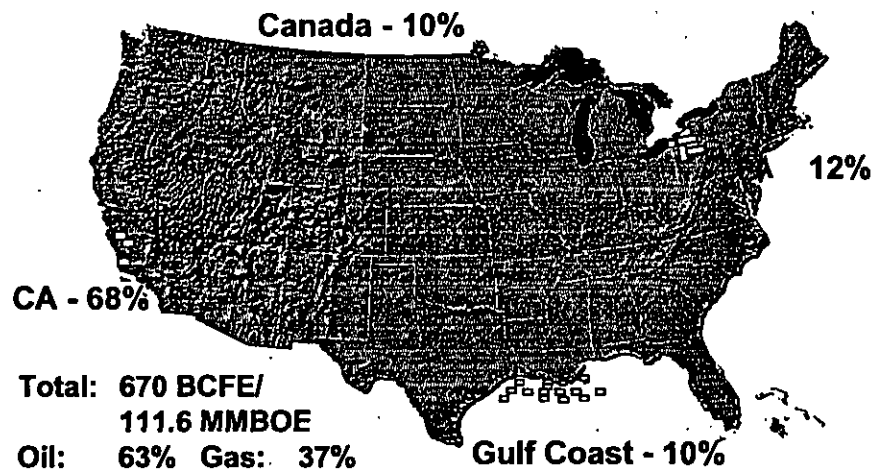 Canada - 10%
12%
CA - 68%
Total: 670 BCFE/
111.6 MMBOE
Oil: 63% Gas: 37%
Gulf Coast - 10%